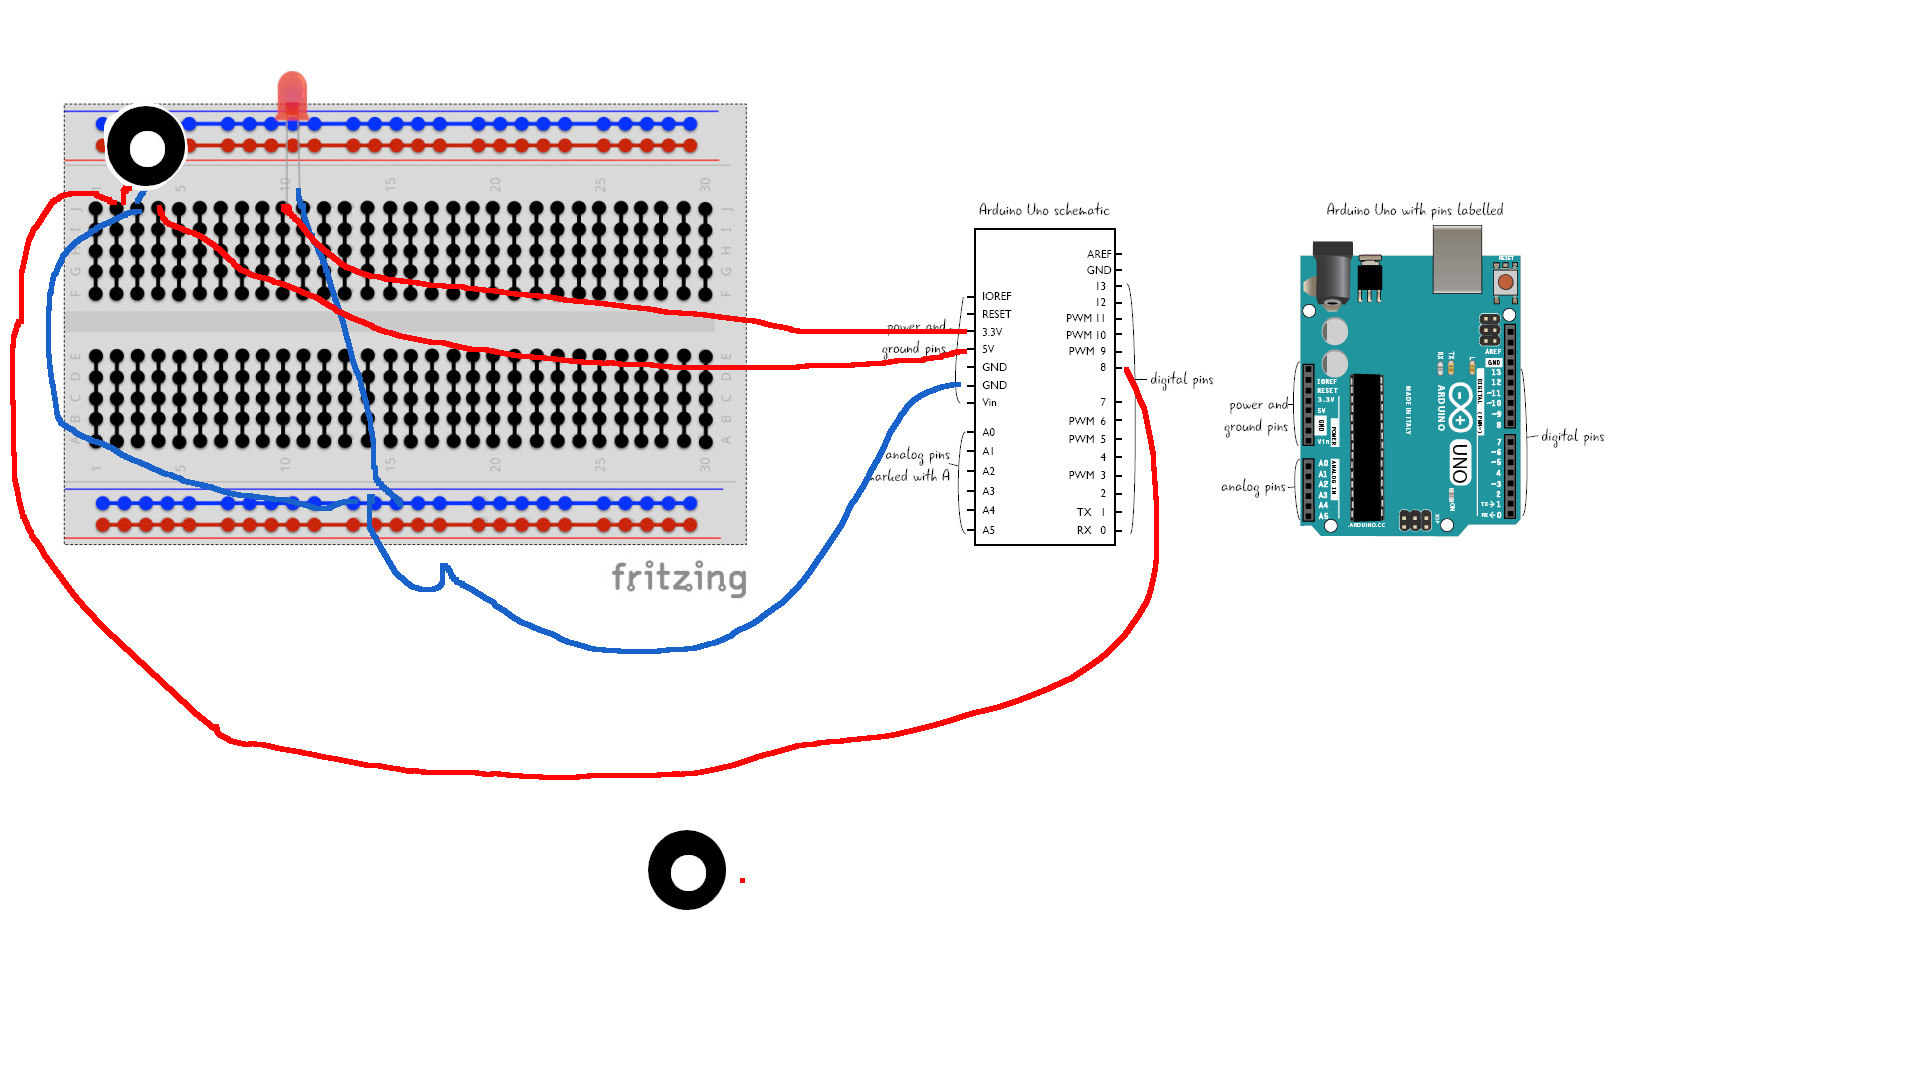 1 5 10 15 20 25 30
J J
I I
H H
G G
F F
E E
D D
C C
B B
A A
1 5 10 15 20 25 30
fritzing
Arduino Uno schematic
AREF
GND
13
12
PWM 11
PWM 10
PWM 9
8
7
PWM 6
PWM 5
4
PWM 3
2
TX 1
RX 0
IOREF
RESET
3.3V
5V
GND
GND
Vin
A0
A1
A2
A3
A4
A5
power and
ground pins
analog pins
marked with A
digital pins
Arduino Uno with pins labelled
RESET
AREF
GND
13
12
~11
~10
~9
8
7
~6
~5
4
~3
2
TX→1
RX←0
DIGITAL (PWM~)
IOREF
RESET
3.3V
5V
GND
Vin
POWER
A0
A1
A2
A3
A4
ANALOG IN
RX
TX
L
ON
MADE IN ITALY
ARDUINO
UNO
ARDUINO.CC
power and
ground pins
analog pins
digital pins